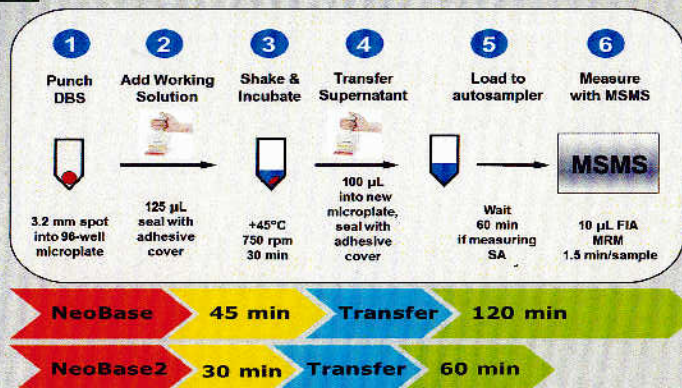 1
Punch
DBS
3.2 mm spot
into 96-well
microplate
2
Add Working
Solution
125 µL
seal with
adhesive
cover
3
Shake &
Incubate
+45°C
750 rpm
30 min
4
Transfer
Supernatant
100 µL
into new
microplate,
seal with
adhesive
cover
5
Load to
autosampler
Wait
60 min
if measuring
SA
6
Measure
with MSMS
MSMS
10 µL FIA
MRM
1.5 min/sample
NeoBase 45 min Transfer 120 min
NeoBase2 30 min Transfer 60 min